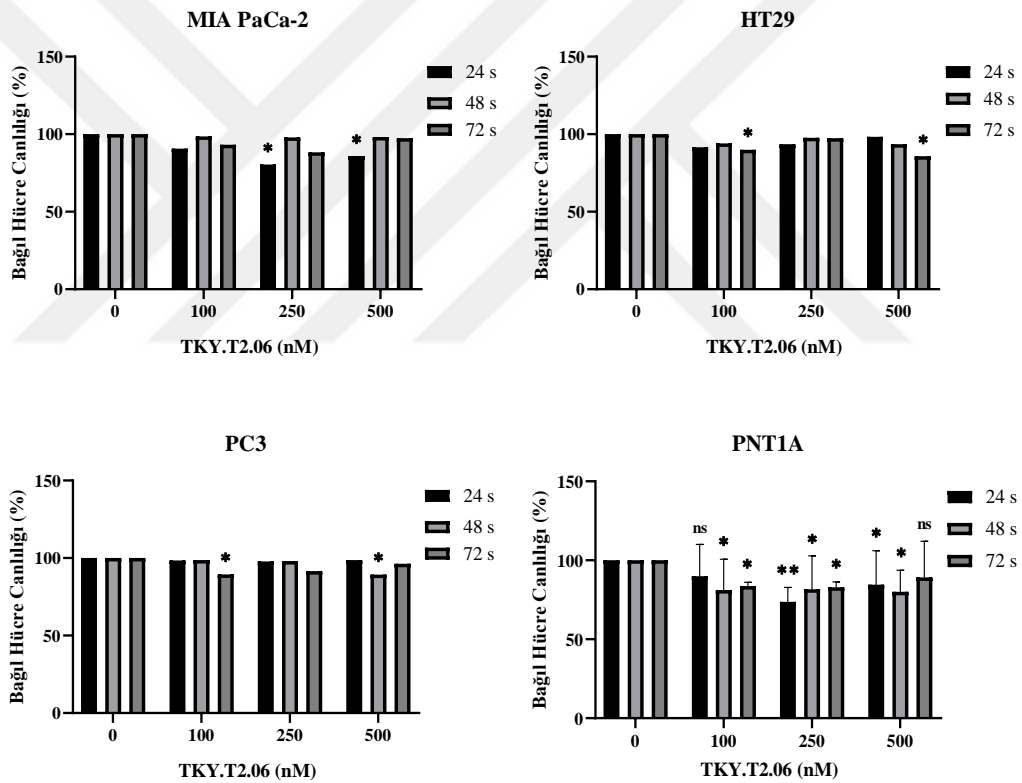 MIA PaCa-2
150
100
50
0
Bağıl Hücre Canlılığı (%)
* *
0 100 250 500
TKY.T2.06 (nM)
24 s
48 s
72 s
HT29
150
100
50
0
Bağıl Hücre Canlılığı (%)
* *
0 100 250 500
TKY.T2.06 (nM)
24 s
48 s
72 s
PC3
150
100
50
0
Bağıl Hücre Canlılığı (%)
* *
0 100 250 500
TKY.T2.06 (nM)
24 s
48 s
72 s
PNT1A
150
100
50
0
Bağıl Hücre Canlılığı (%)
ns * * ** * * * * ns
0 100 250 500
TKY.T2.06 (nM)
24 s
48 s
72 s